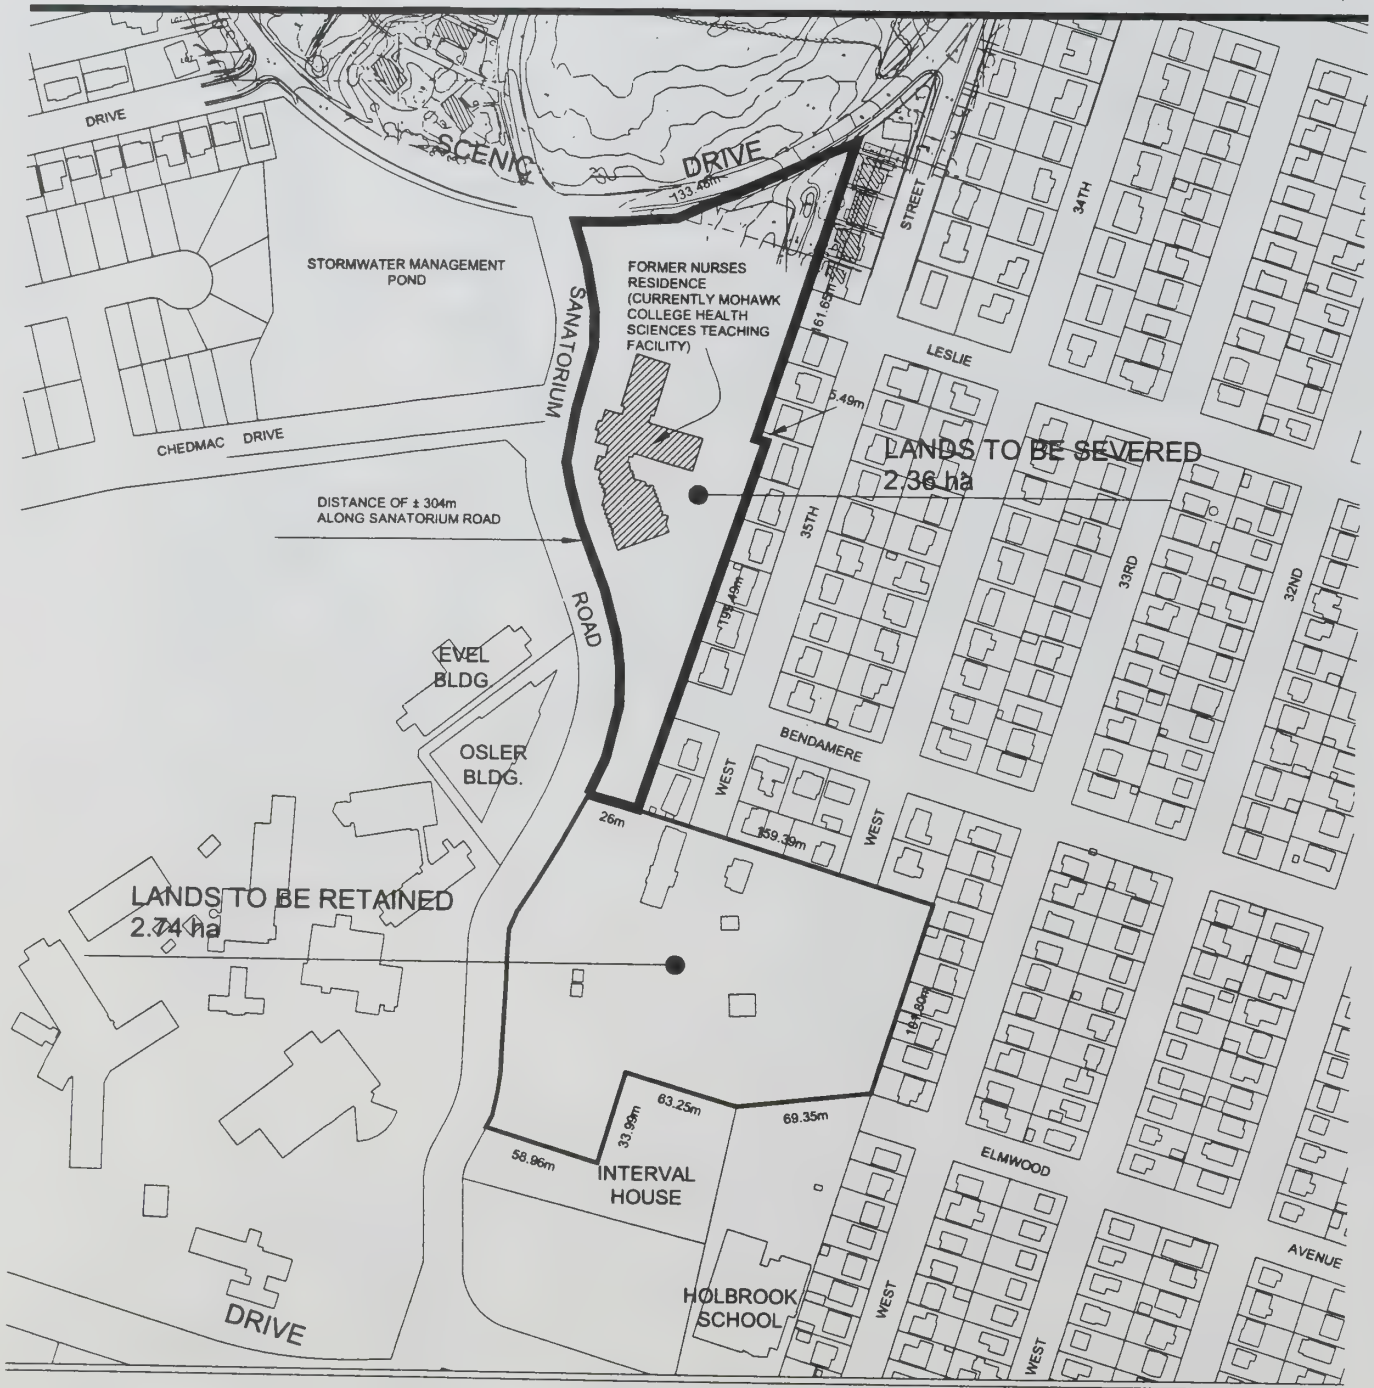 DRIVE
SCENIC
DRIVE
133.48m
STREET
34TH
STORMWATER MANAGEMENT
POND
FORMER NURSES
RESIDENCE
(CURRENTLY MOHAWK
COLLEGE HEALTH
SCIENCES TEACHING
FACILITY)
161.65m
SANATORIUM
LESLIE
5.49m
CHEDMAC DRIVE
LANDS TO BE SEVERED
2.36 ha
DISTANCE OF ± 304m
ALONG SANATORIUM ROAD
35TH
33RD
32ND
ROAD
EVEL
BLDG.
OSLER
BLDG.
BENDAMERE
WEST
WEST
26m
159.39m
LANDS TO BE RETAINED
2.74 ha
63.25m
69.35m
33.99m
58.96m
INTERVAL
HOUSE
ELMWOOD
AVENUE
HOLBROOK
SCHOOL
WEST
WEST
DRIVE